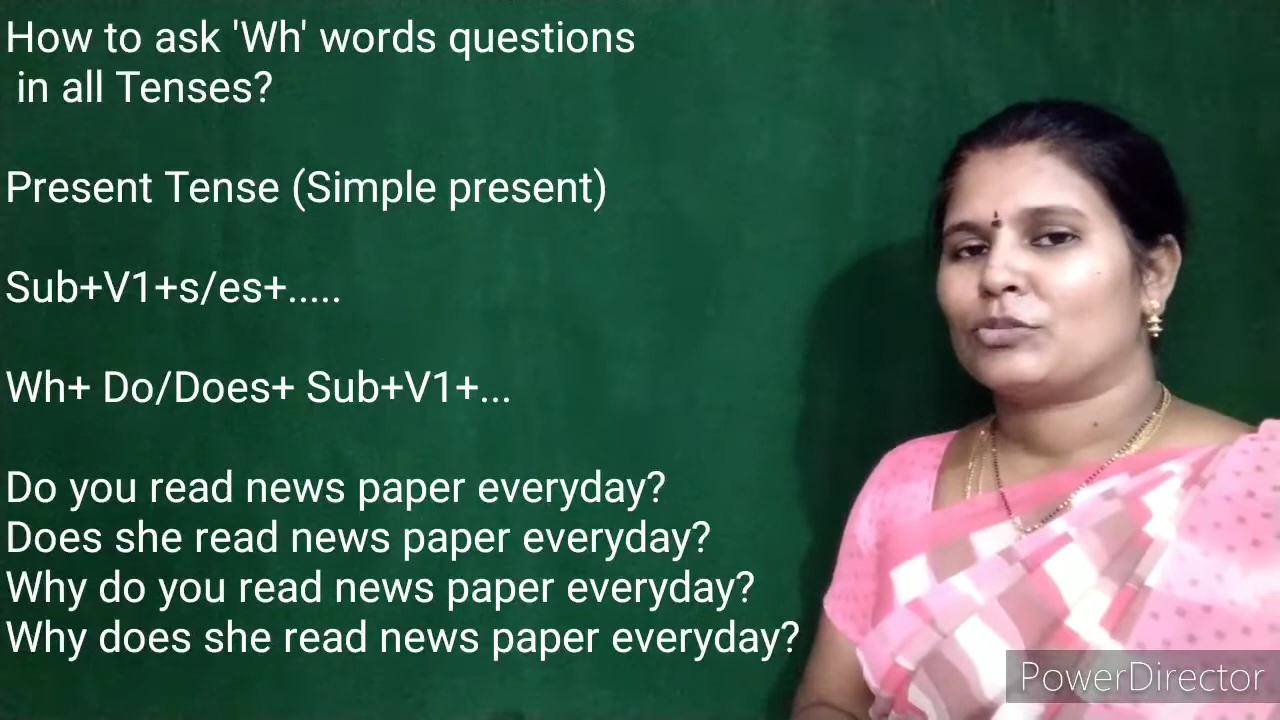 How to ask 'Wh' words questions
in all Tenses?
Present Tense (Simple present)
Sub+V1+s/es+.....
Wh+ Do/Does+ Sub+V1+...
Do you read news paper everyday?
Does she read news paper everyday?
Why do you read news paper everyday?
Why does she read news paper everyday?
PowerDirector